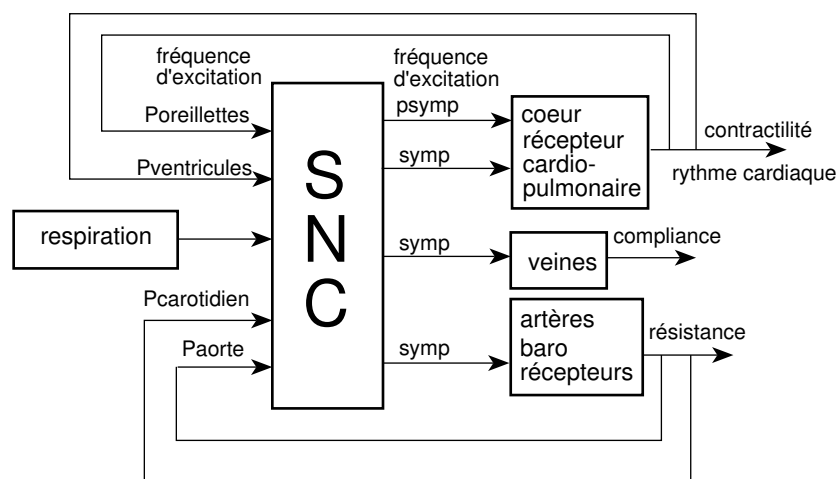 fréquence
d'excitation
fréquence
d'excitation
Poreillettes
Pventricules
respiration
Pcarotidien
Paorte
S
N
C
psymp
symp
symp
symp
coeur
récepteur
cardio-
pulmonaire
veines
artères
baro
récepteurs
contractilité
rythme cardiaque
compliance
résistance